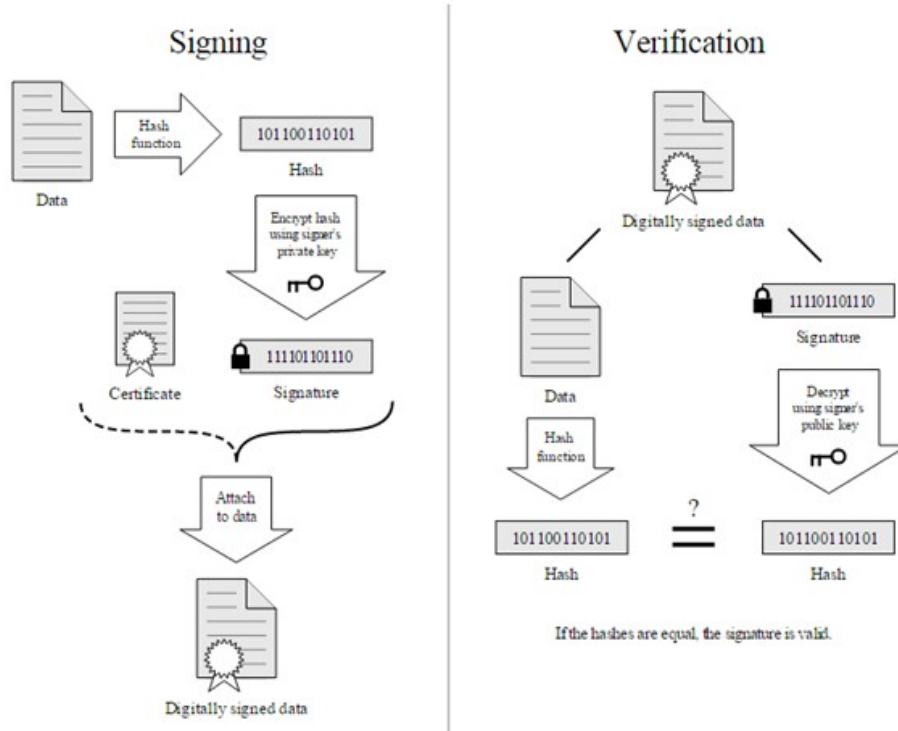 Signing
Hash
function
101100110101
Hash
Data
Encrypt hash
using signer's
private key
111101101110
Certificate
Signature
Attach
to data
Digitally signed data
Verification
Digitally signed data
111101101110
Signature
Data
Decrypt
using signer's
public key
Hash
function
?
=
101100110101
101100110101
Hash
Hash
If the hashes are equal, the signature is valid.